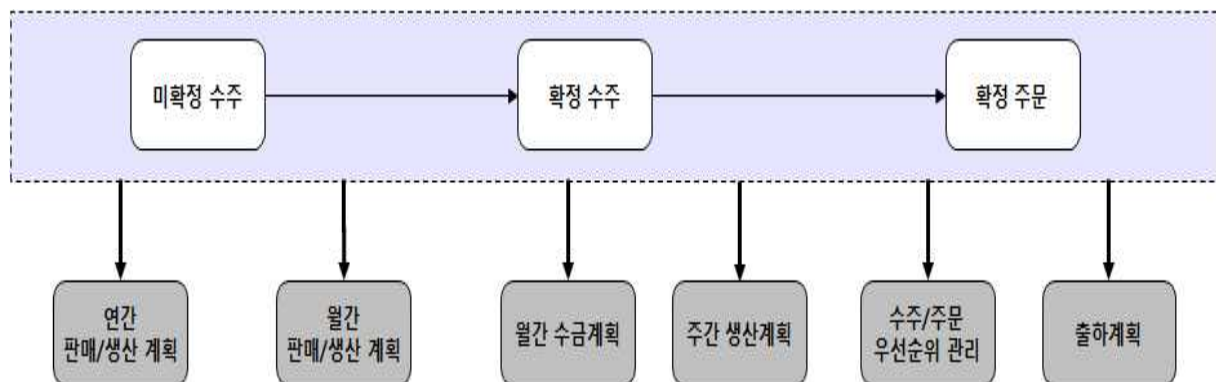 미확정 수주
확정 수주
확정 주문
연간
판매/생산 계획
월간
판매/생산 계획
월간 수금계획
주간 생산계획
수주/주문
우선순위 관리
출하계획